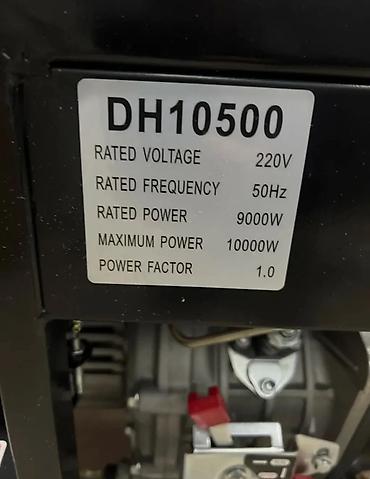 DH10500
RATED VOLTAGE 220V
RATED FREQUENCY 50Hz
RATED POWER 9000W
MAXIMUM POWER 10000W
POWER FACTOR 1.0